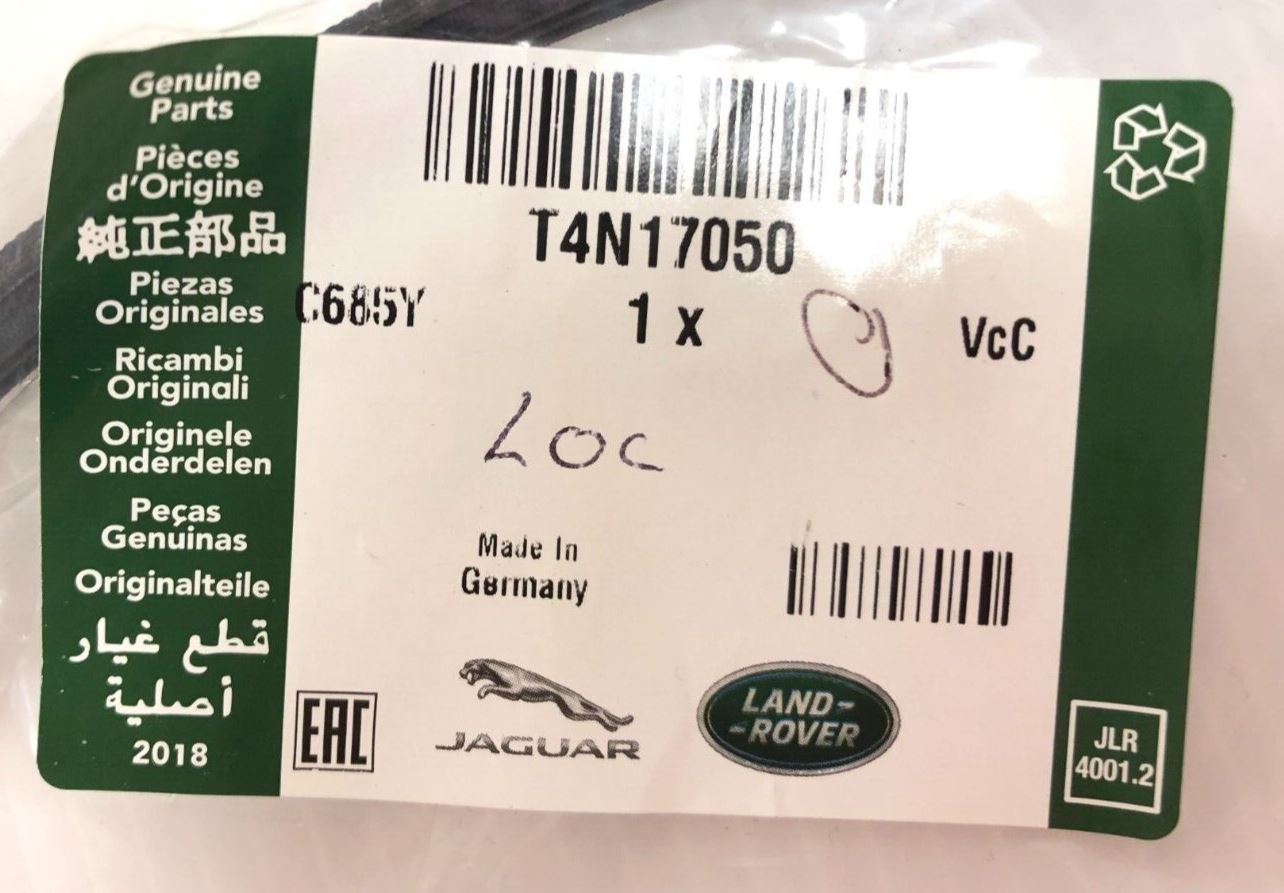 Genuine
Parts
Pièces
d'Origine
純正部品
Piezas
Originales
Ricambi
Originali
Originele
Onderdelen
Peças
Genuinas
Originalteile
قطع غيار
أصلية
2018
T4N17050
C685Y
1 x
VcC
LOC
Made In
Germany
EAC
JAGUAR
LAND-
-ROVER
JLR
4001.2